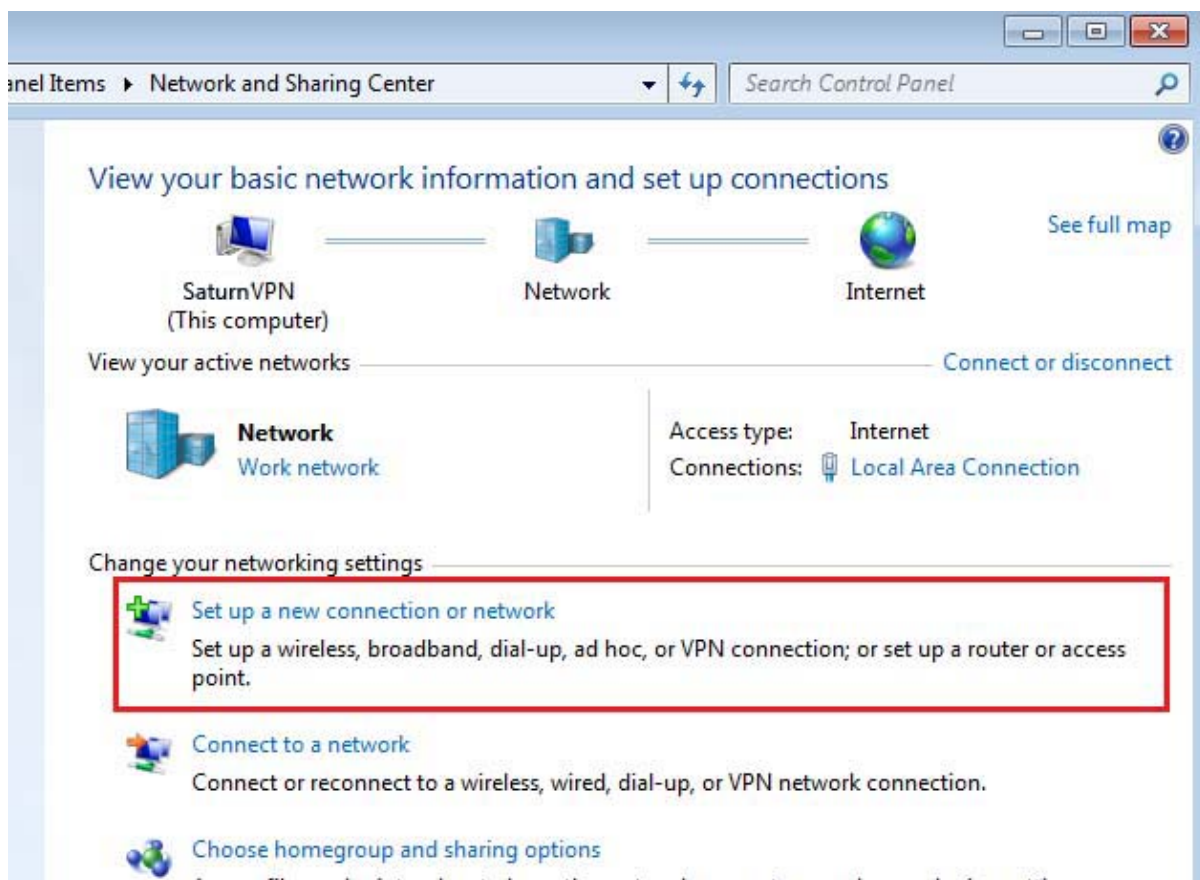 anel Items ▸ Network and Sharing Center
Search Control Panel
View your basic network information and set up connections
See full map
SaturnVPN
(This computer)
Network
Internet
View your active networks
Connect or disconnect
Network
Work network
Access type: Internet
Connections: Local Area Connection
Change your networking settings
Set up a new connection or network
Set up a wireless, broadband, dial-up, ad hoc, or VPN connection; or set up a router or access
point.
Connect to a network
Connect or reconnect to a wireless, wired, dial-up, or VPN network connection.
Choose homegroup and sharing options